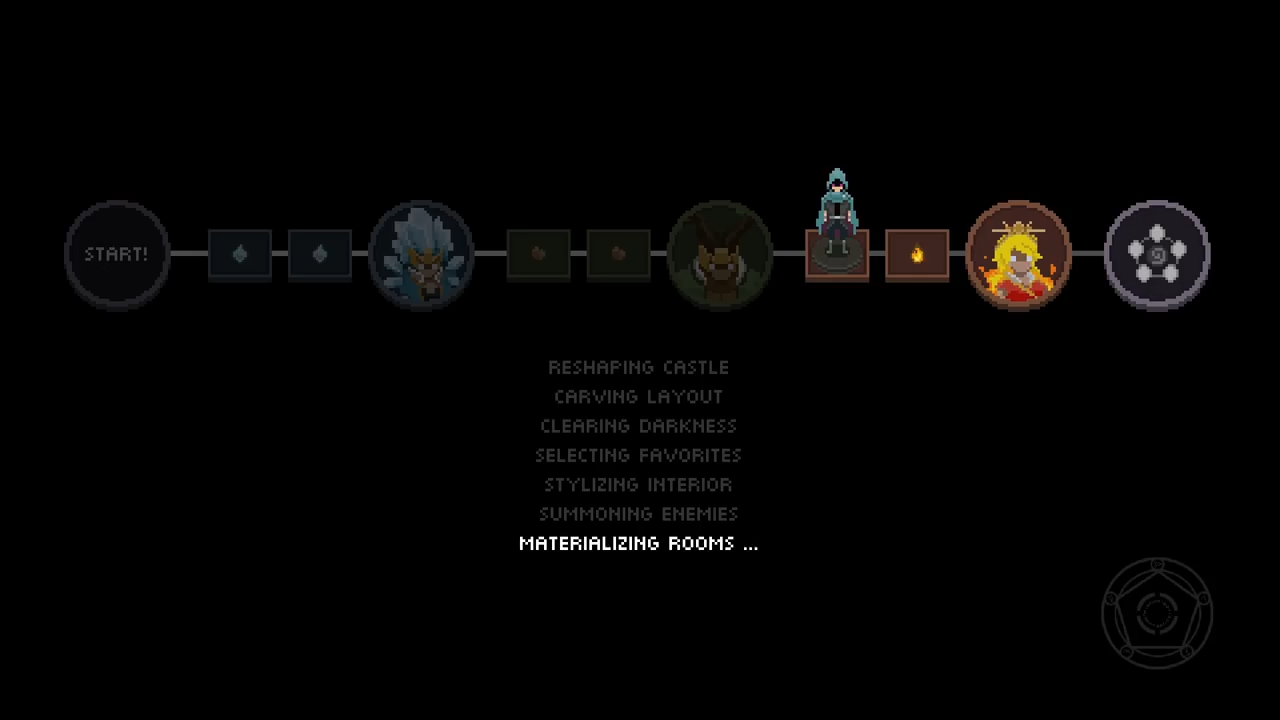 START!
RESHAPING CASTLE
CARVING LAYOUT
CLEARING DARKNESS
SELECTING FAVORITES
STYLIZING INTERIOR
SUMMONING ENEMIES
MATERIALIZING ROOMS ...